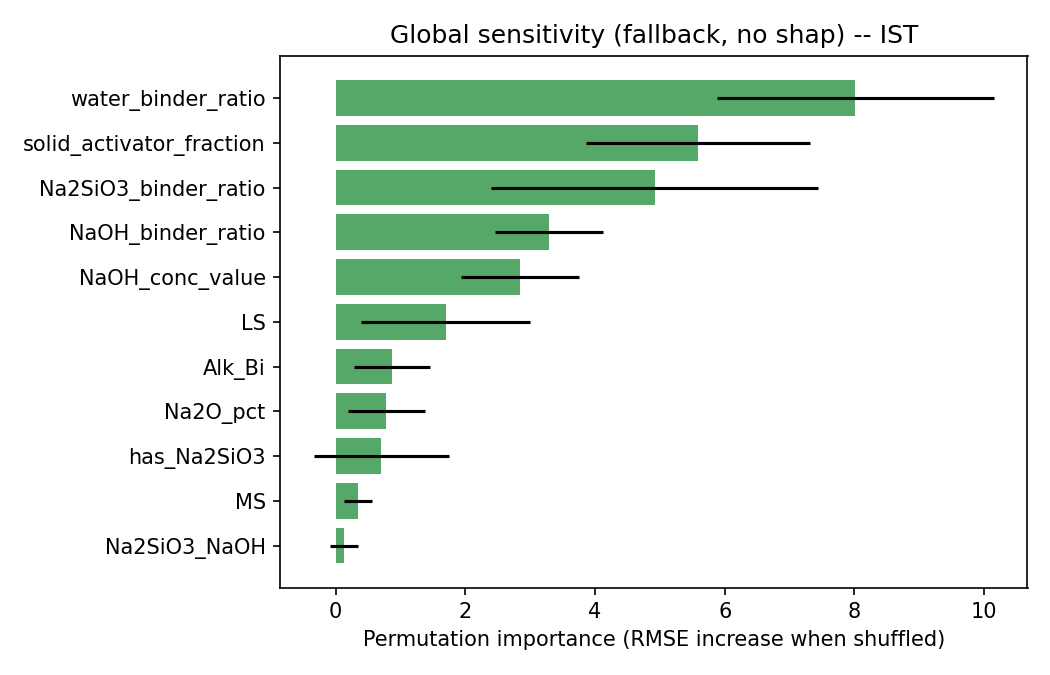 Global sensitivity (fallback, no shap) -- IST
water_binder_ratio
solid_activator_fraction
Na2SiO3_binder_ratio
NaOH_binder_ratio
NaOH_conc_value
LS
Alk_Bi
Na2O_pct
has_Na2SiO3
MS
Na2SiO3_NaOH
0 2 4 6 8 10
Permutation importance (RMSE increase when shuffled)